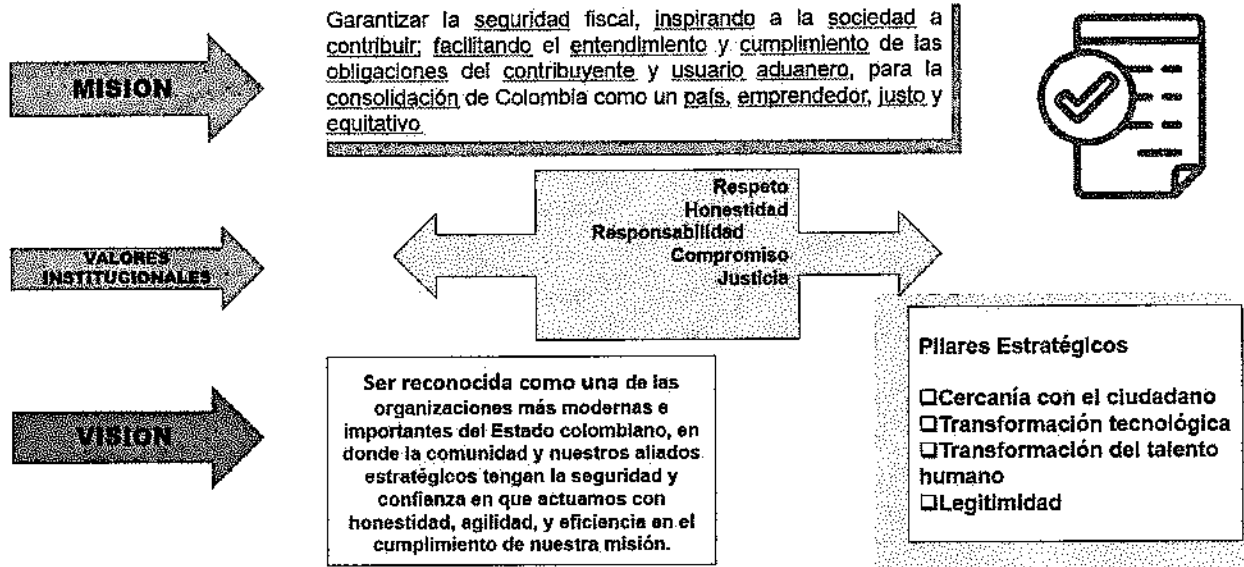 MISION
Garantizar la seguridad fiscal, inspirando a la sociedad a
contribuir; facilitando el entendimiento y cumplimiento de las
obligaciones del contribuyente y usuario aduanero, para la
consolidación de Colombia como un país, emprendedor, justo y
equitativo
VALORES
INSTITUCIONALES
Respeto
Honestidad
Responsabilidad
Compromiso
Justicia
VISION
Ser reconocida como una de las
organizaciones más modernas e
importantes del Estado colombiano, en
donde la comunidad y nuestros aliados
estratégicos tengan la seguridad y
confianza en que actuamos con
honestidad, agilidad, y eficiencia en el
cumplimiento de nuestra misión.
Pilares Estratégicos
❑Cercanía con el ciudadano
❑Transformación tecnológica
❑Transformación del talento
humano
❑Legitimidad